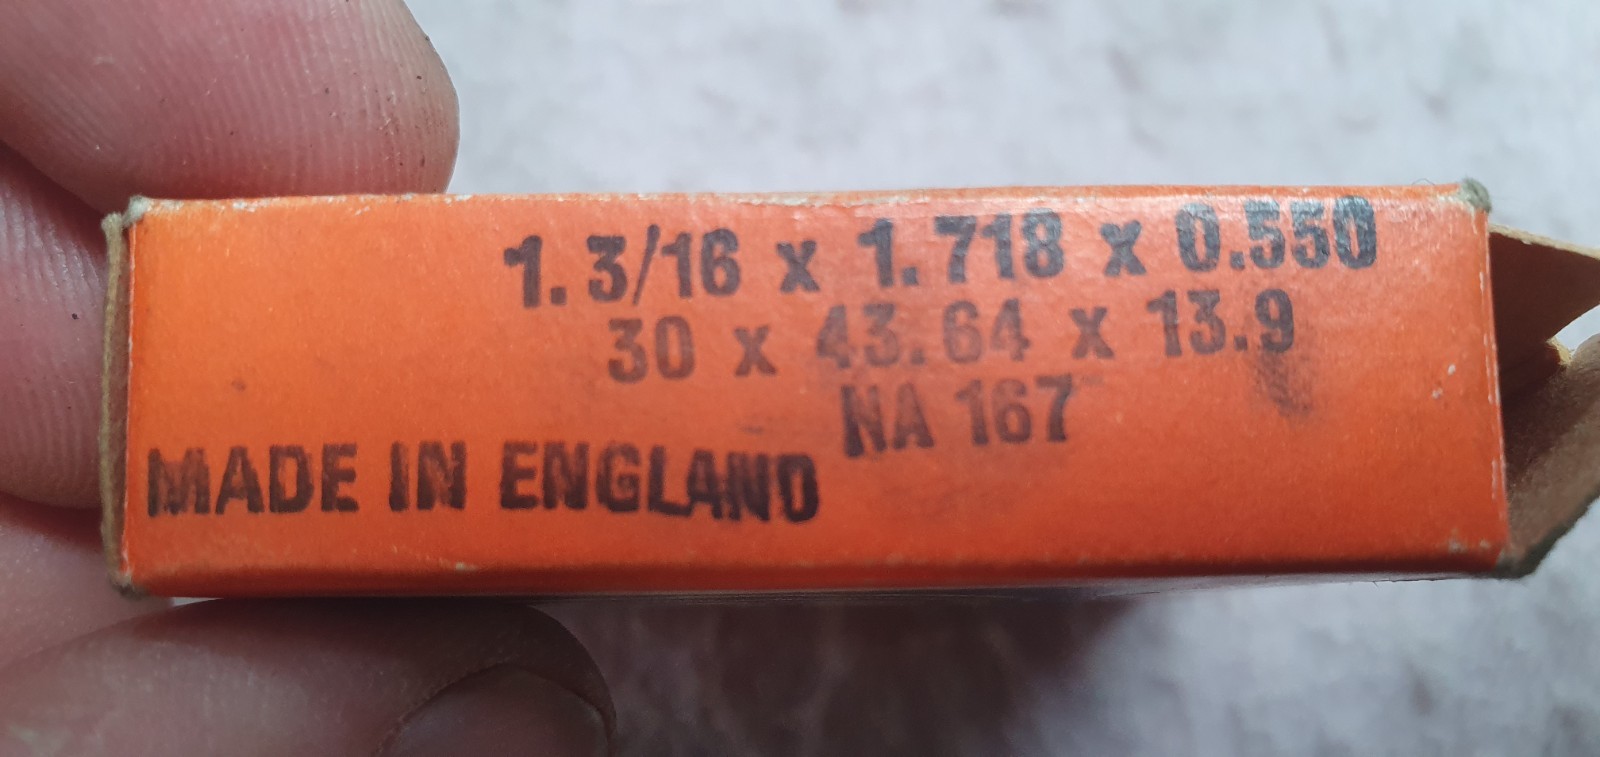 1. 3/16 x 1.718 x 0.550
30 x 43.64 x 13.9
NA 167
MADE IN ENGLAND